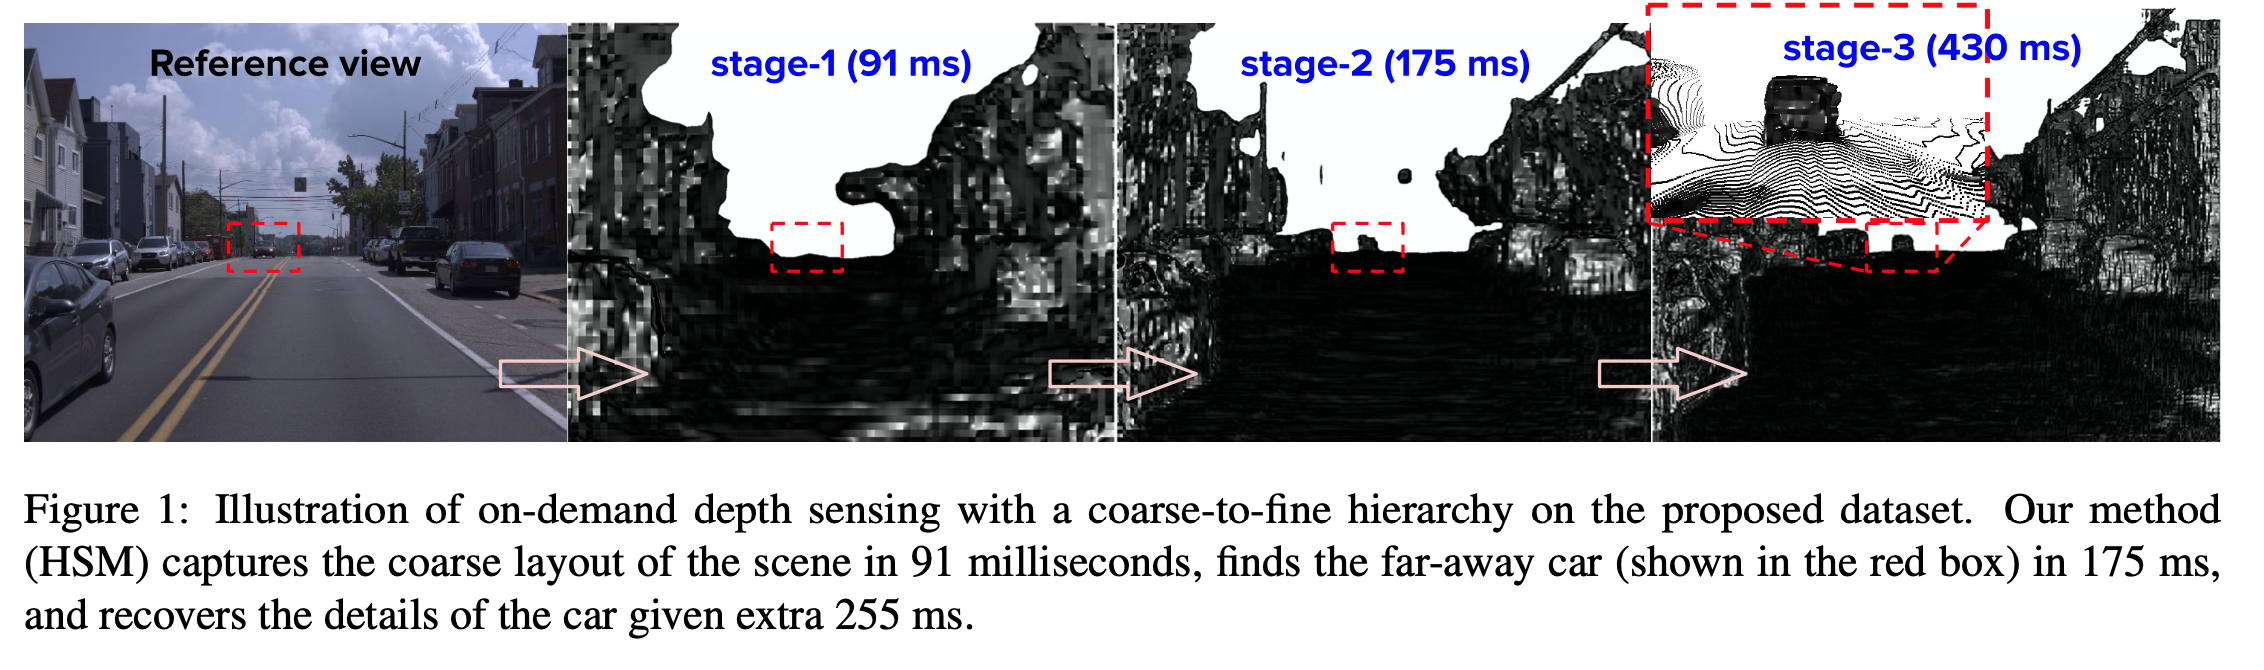 Reference view
stage-1 (91 ms)
stage-2 (175 ms)
stage-3 (430 ms)
Figure 1: Illustration of on-demand depth sensing with a coarse-to-fine hierarchy on the proposed dataset. Our method
(HSM) captures the coarse layout of the scene in 91 milliseconds, finds the far-away car (shown in the red box) in 175 ms,
and recovers the details of the car given extra 255 ms.